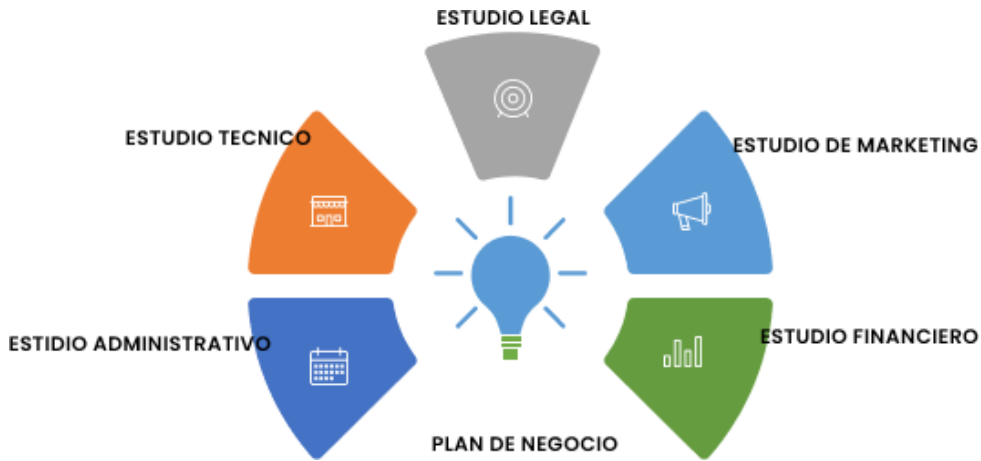 ESTUDIO LEGAL
ESTUDIO TECNICO
ESTUDIO DE MARKETING
ESTIDIO ADMINISTRATIVO
ESTUDIO FINANCIERO
PLAN DE NEGOCIO